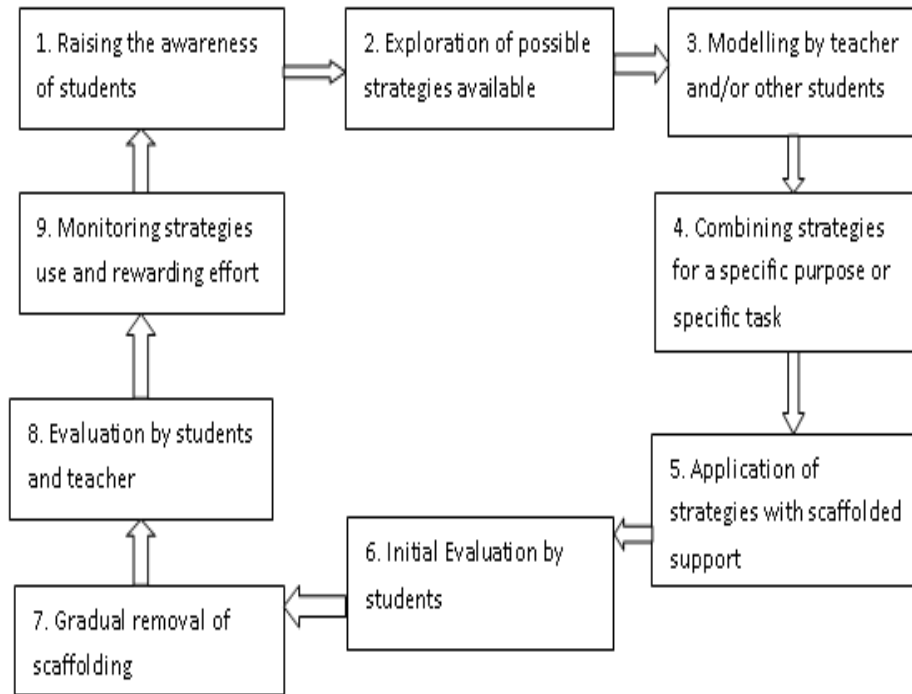 1. Raising the awareness
of students
2. Exploration of possible
strategies available
3. Modelling by teacher
and/or other students
4. Combining strategies
for a specific purpose or
specific task
5. Application of
strategies with scaffolded
support
6. Initial Evaluation by
students
7. Gradual removal of
scaffolding
8. Evaluation by students
and teacher
9. Monitoring strategies
use and rewarding effort